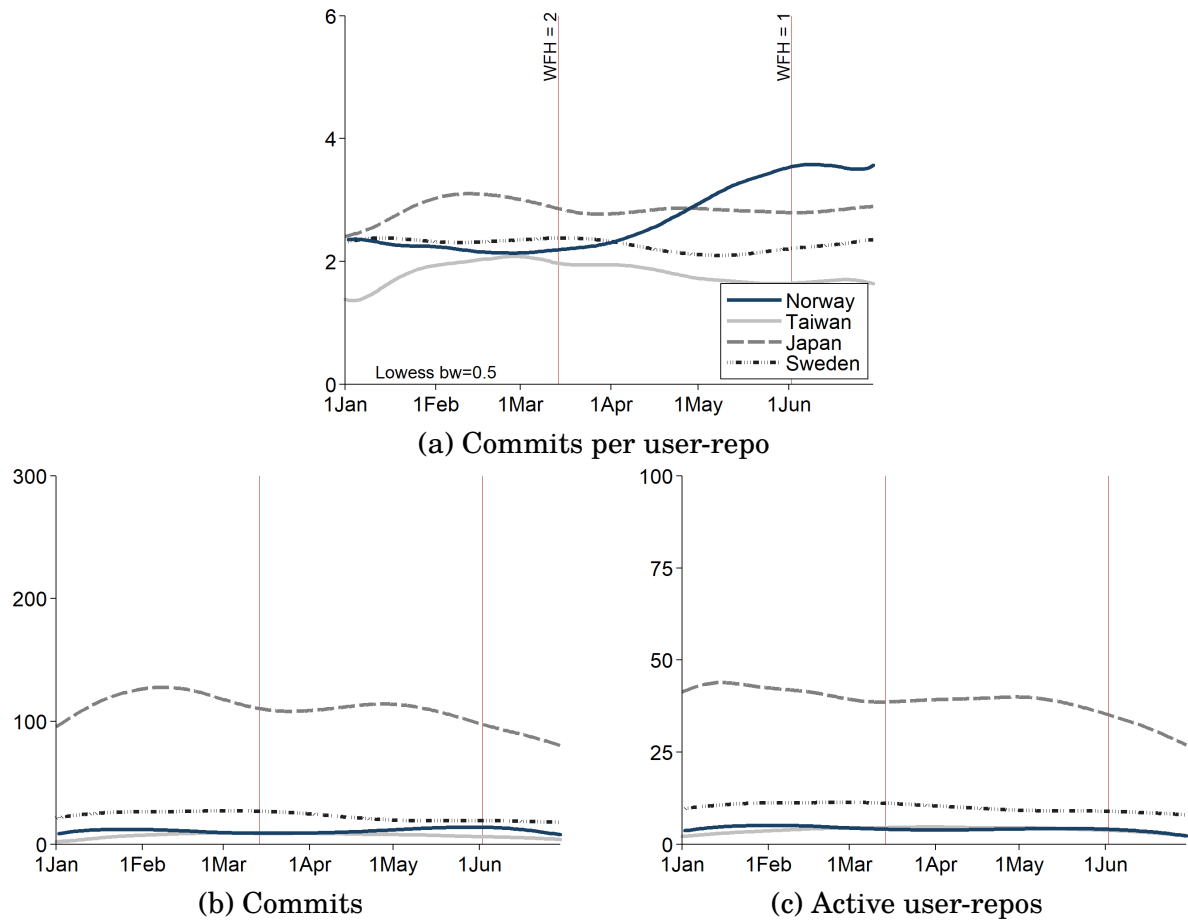 6
4
2
0
WFH = 2
WFH = 1
Norway
Taiwan
Japan
Sweden
Lowess bw=0.5
1Jan 1Feb 1Mar 1Apr 1May 1Jun
(a) Commits per user-repo
300
200
100
0
1Jan 1Feb 1Mar 1Apr 1May 1Jun
(b) Commits
100
75
50
25
0
1Jan 1Feb 1Mar 1Apr 1May 1Jun
(c) Active user-repos